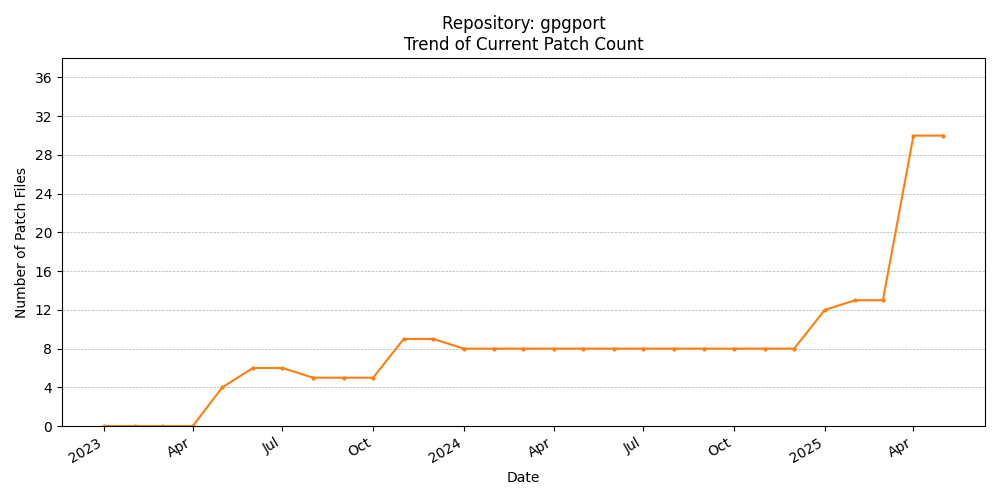 Repository: gpgport
Trend of Current Patch Count
Number of Patch Files
36
32
28
24
20
16
12
8
4
0
2023
Apr
Jul
Oct
2024
Apr
Jul
Oct
2025
Apr
Date